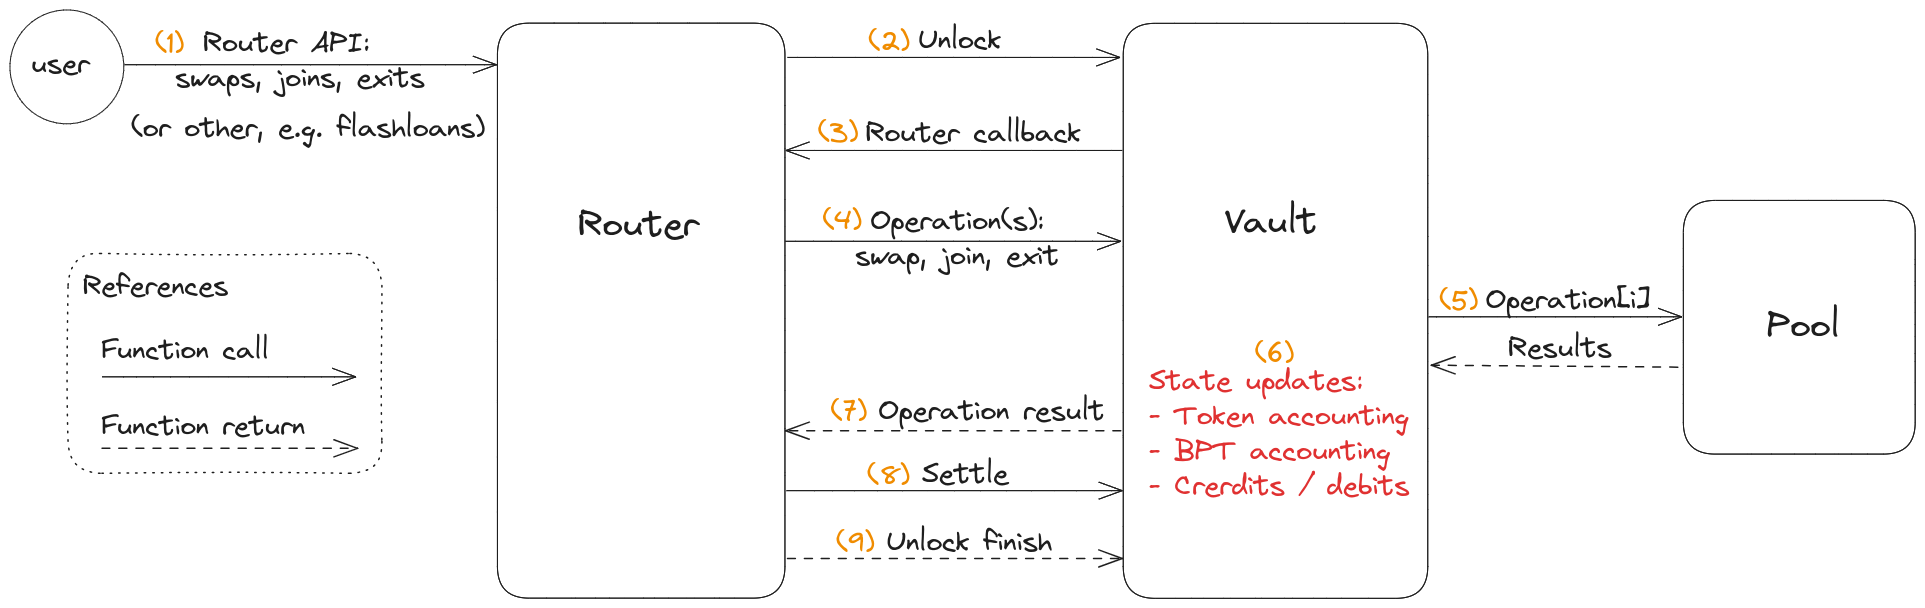 user
(1) Router API:
swaps, joins, exits
(or other, e.g. flashloans)
References
Function call
Function return
Router
(2) Unlock
(3) Router callback
(4) Operation(s):
swap, join, exit
(7) Operation result
(8) Settle
(9) Unlock finish
Vault
(6)
State updates:
- Token accounting
- BPT accounting
- Crerdits / debits
(5) Operation[i]
Results
Pool